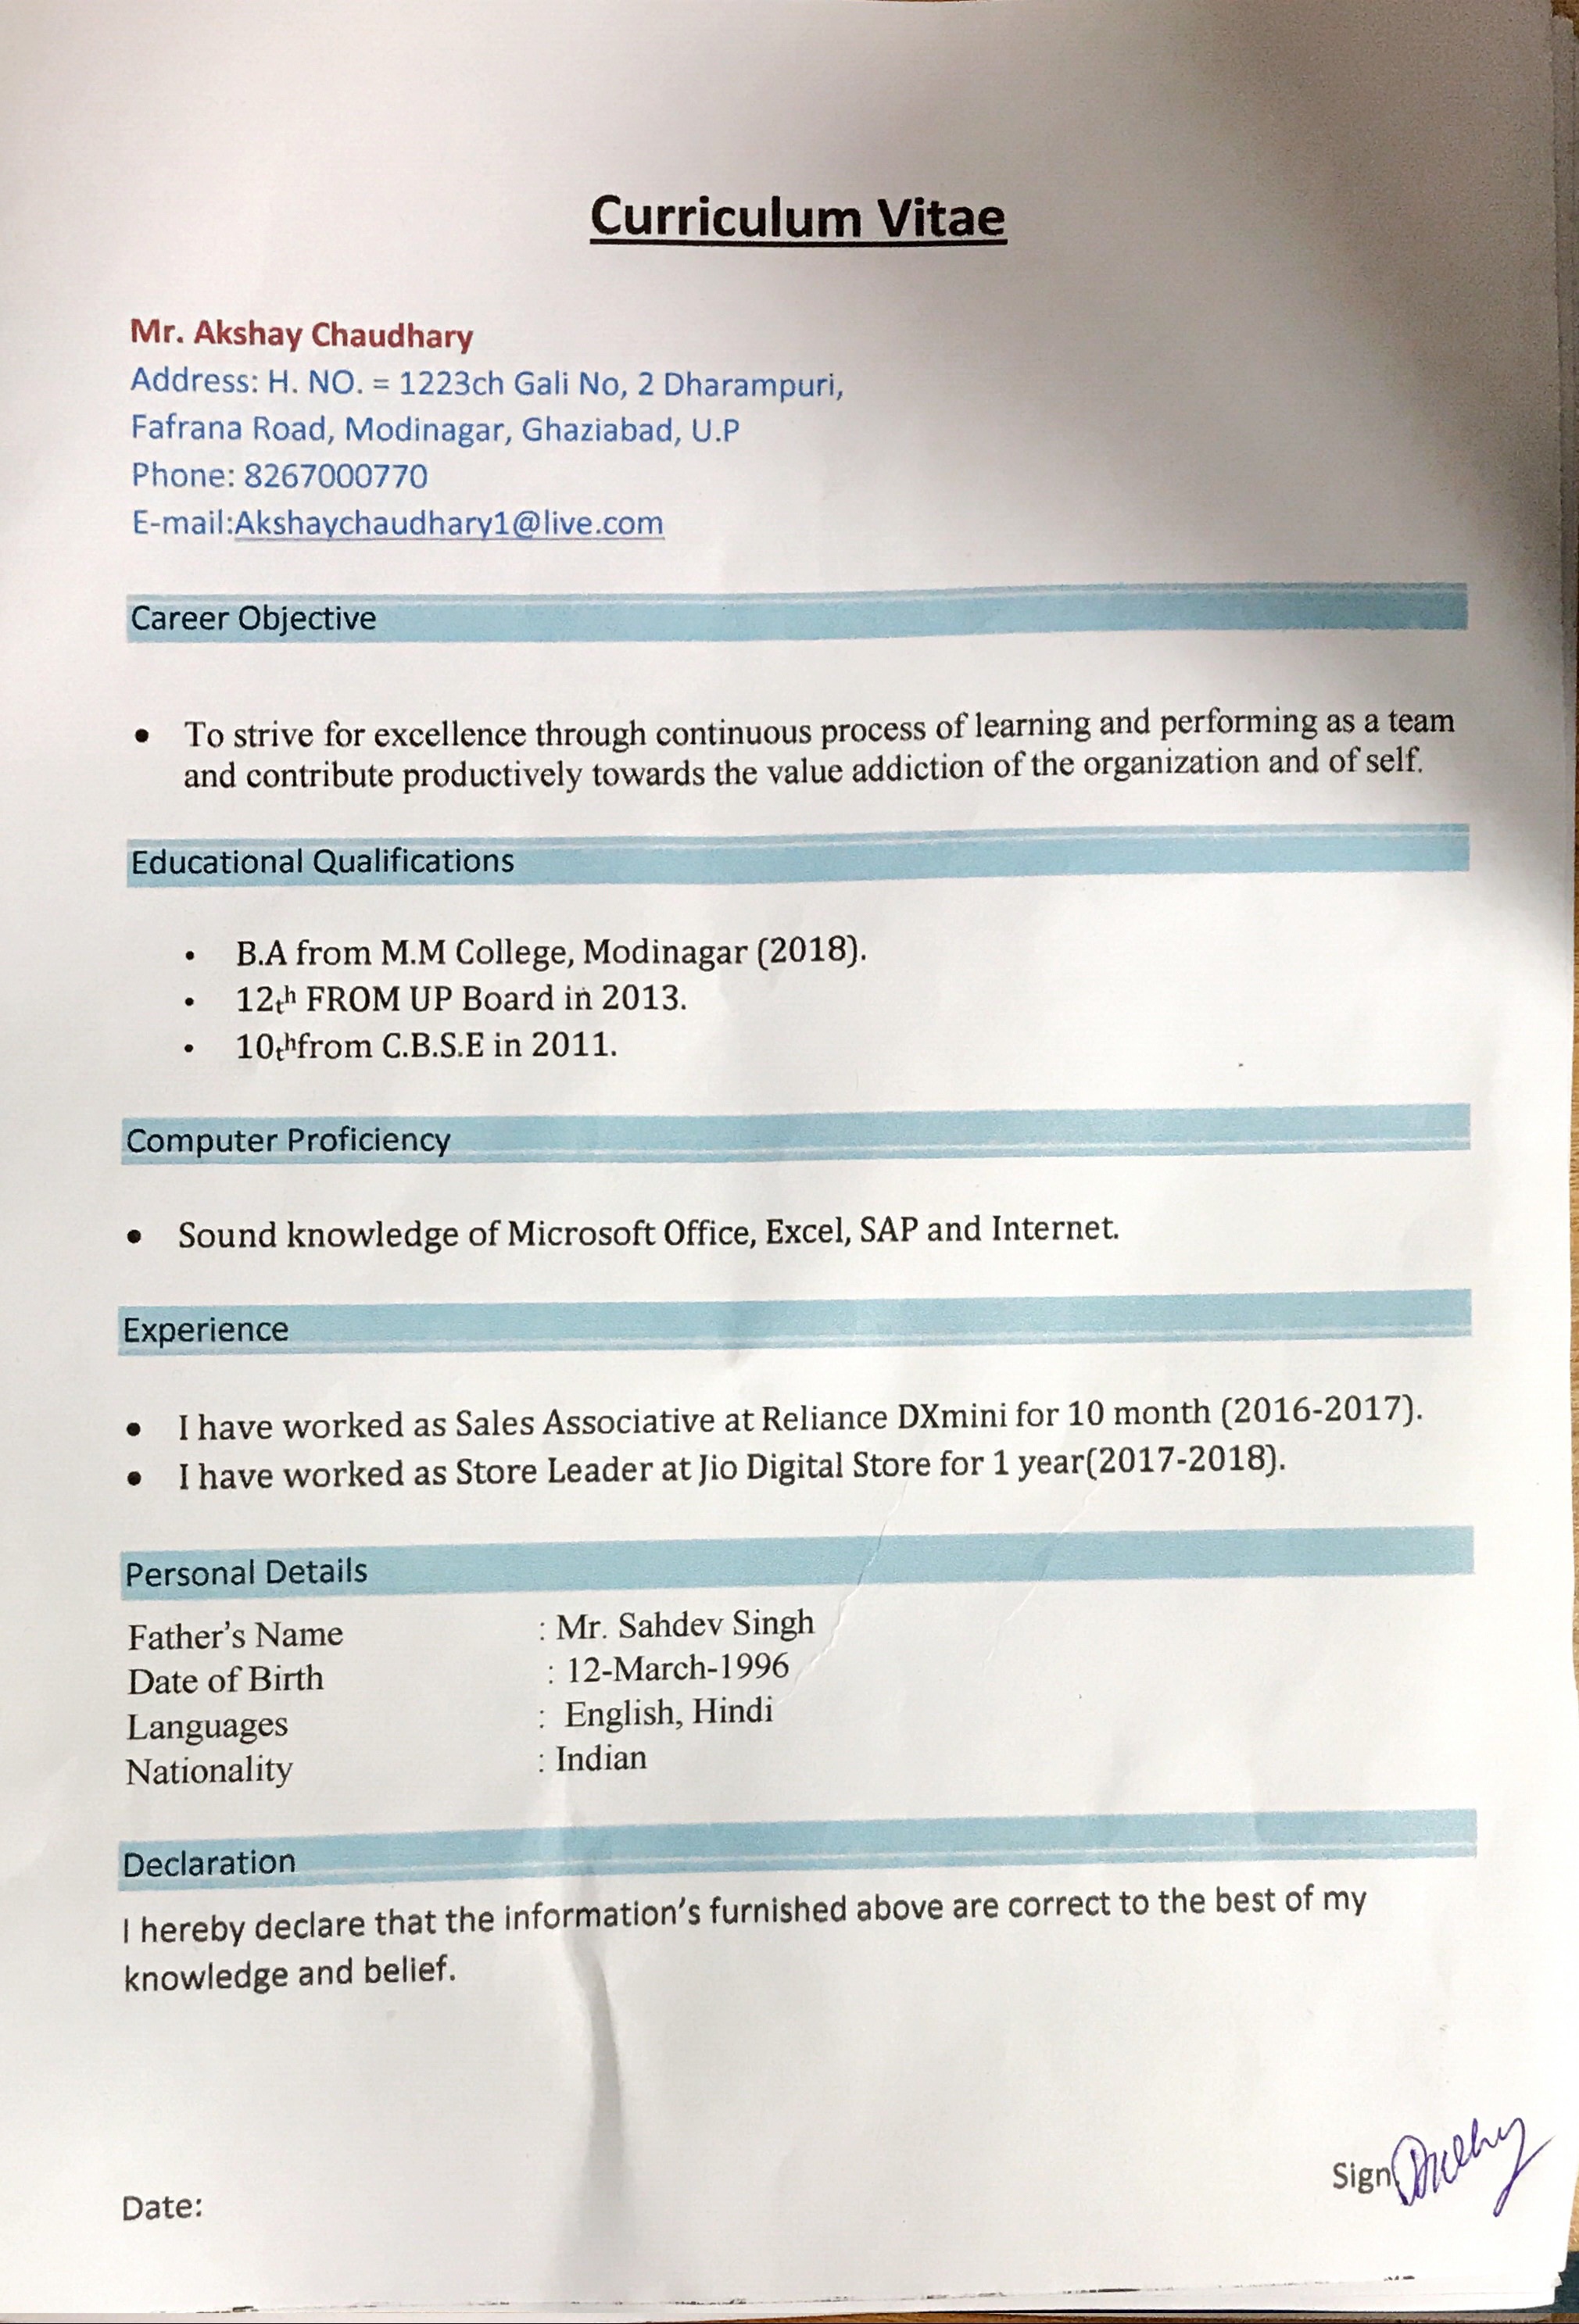 Curriculum Vitae
Mr. Akshay Chaudhary
Address: H. NO. = 1223ch Gali No, 2 Dharampuri,
Fafrana Road, Modinagar, Ghaziabad, U.P
Phone: 8267000770
E-mail:Akshaychaudhary1@live.com
Career Objective
• To strive for excellence through continuous process of learning and performing as a team
and contribute productively towards the value addiction of the organization and of self.
Educational Qualifications
• B.A from M.M College, Modinagar (2018).
• 12th FROM UP Board in 2013.
• 10thfrom C.B.S.E in 2011.
Computer Proficiency
• Sound knowledge of Microsoft Office, Excel, SAP and Internet.
Experience
• I have worked as Sales Associative at Reliance DXmini for 10 month (2016-2017).
• I have worked as Store Leader at Jio Digital Store for 1 year(2017-2018).
Personal Details
Father's Name : Mr. Sahdev Singh
Date of Birth : 12-March-1996
Languages : English, Hindi
Nationality : Indian
Declaration
I hereby declare that the information's furnished above are correct to the best of my
knowledge and belief.
Sign
Date: